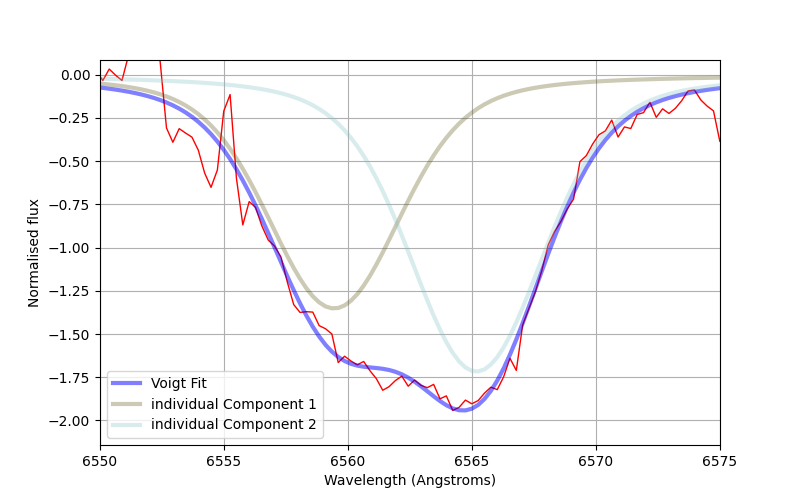 0.00
−0.25
−0.50
−0.75
−1.00
−1.25
−1.50
−1.75
−2.00
Normalised flux
Voigt Fit
individual Component 1
individual Component 2
6550 6555 6560 6565 6570 6575
Wavelength (Angstroms)